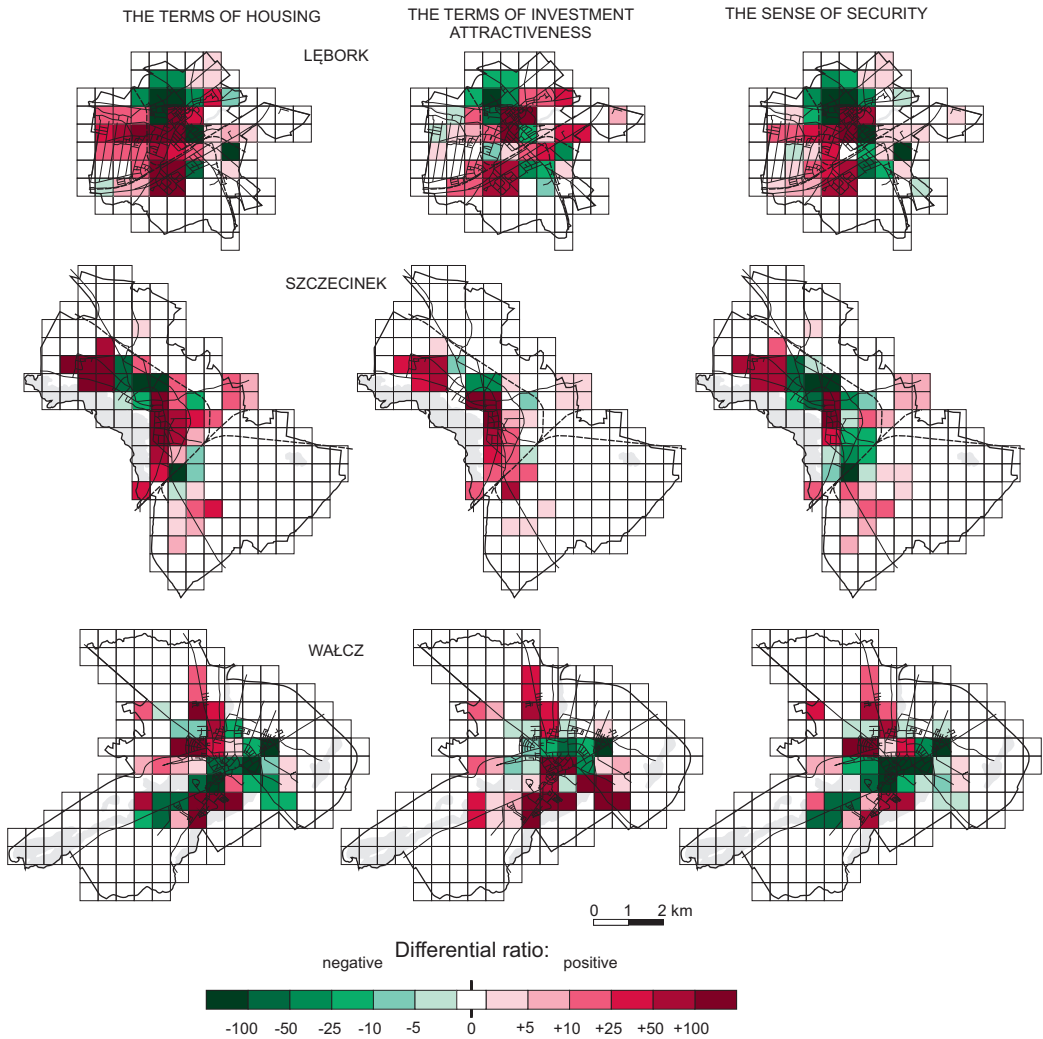 THE TERMS OF HOUSING
THE TERMS OF INVESTMENT
ATTRACTIVENESS
THE SENSE OF SECURITY
LĘBORK
SZCZECINEK
WAŁCZ
0 1 2 km
Differential ratio:
negative positive
-100 -50 -25 -10 -5 0 +5 +10 +25 +50 +100